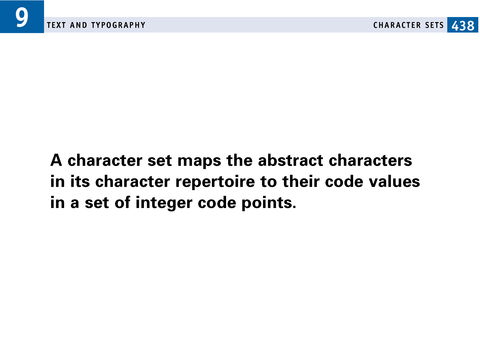 9
TEXT AND TYPOGRAPHY
CHARACTER SETS 438
A character set maps the abstract characters
in its character repertoire to their code values
in a set of integer code points.